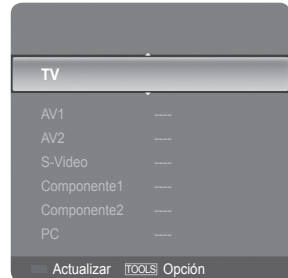 TV
AV1 ----
AV2 ----
S-Video ----
Componente1 ----
Componente2 ----
PC ----
Actualizar TOOLS Opción